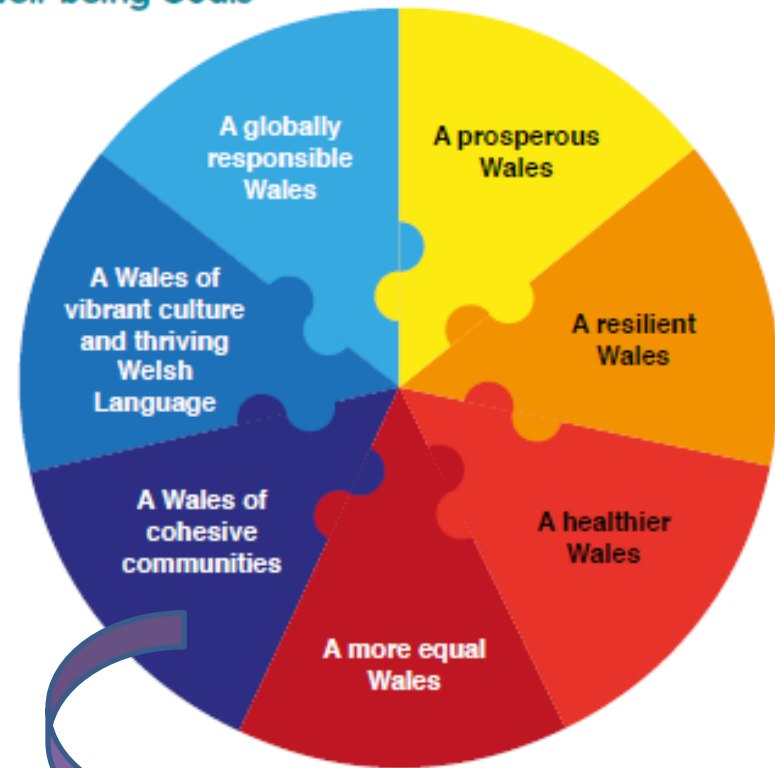 Goals
A prosperous
Wales
A resilient
Wales
A healthier
Wales
A more equal
Wales
A Wales of
cohesive
communities
A Wales of
vibrant culture
and thriving
Welsh
Language
A globally
responsible
Wales